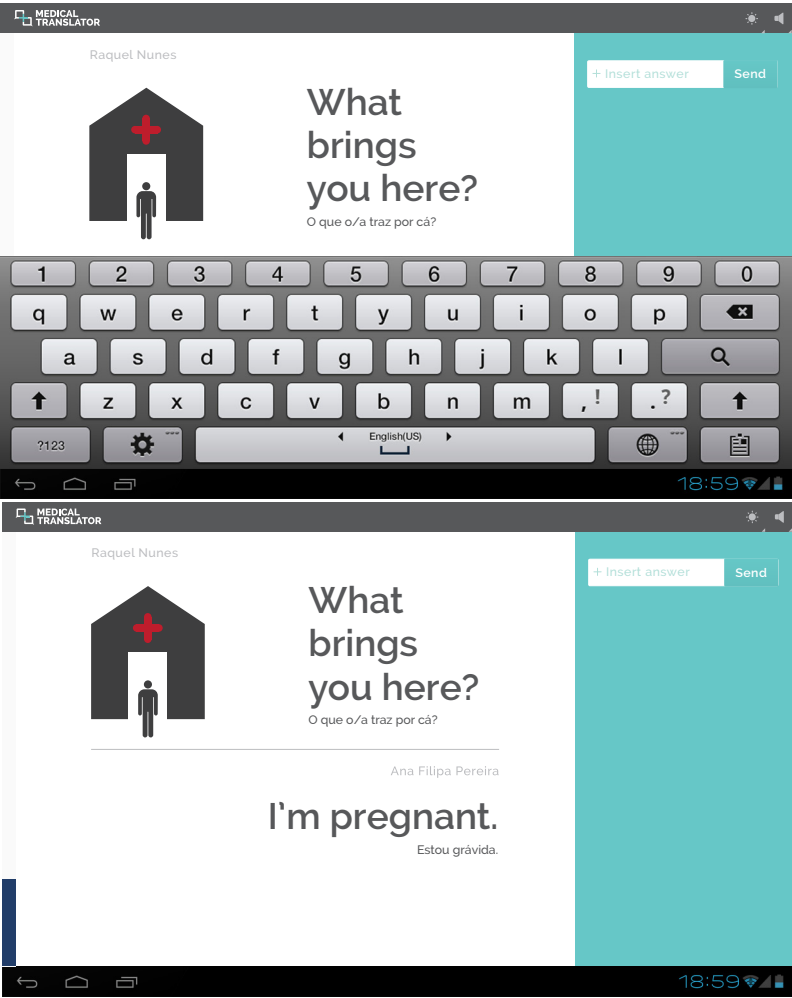 MEDICAL
TRANSLATOR
Raquel Nunes
+ Insert answer
Send
What
brings
you here?
O que o/a traz por cá?
1 2 3 4 5 6 7 8 9 0
q w e r t y u i o p
a s d f g h j k l
z x c v b n m , ! . ?
?123
English(US)
18:59
MEDICAL
TRANSLATOR
Raquel Nunes
+ Insert answer
Send
What
brings
you here?
O que o/a traz por cá?
Ana Filipa Pereira
I'm pregnant.
Estou grávida.
18:59